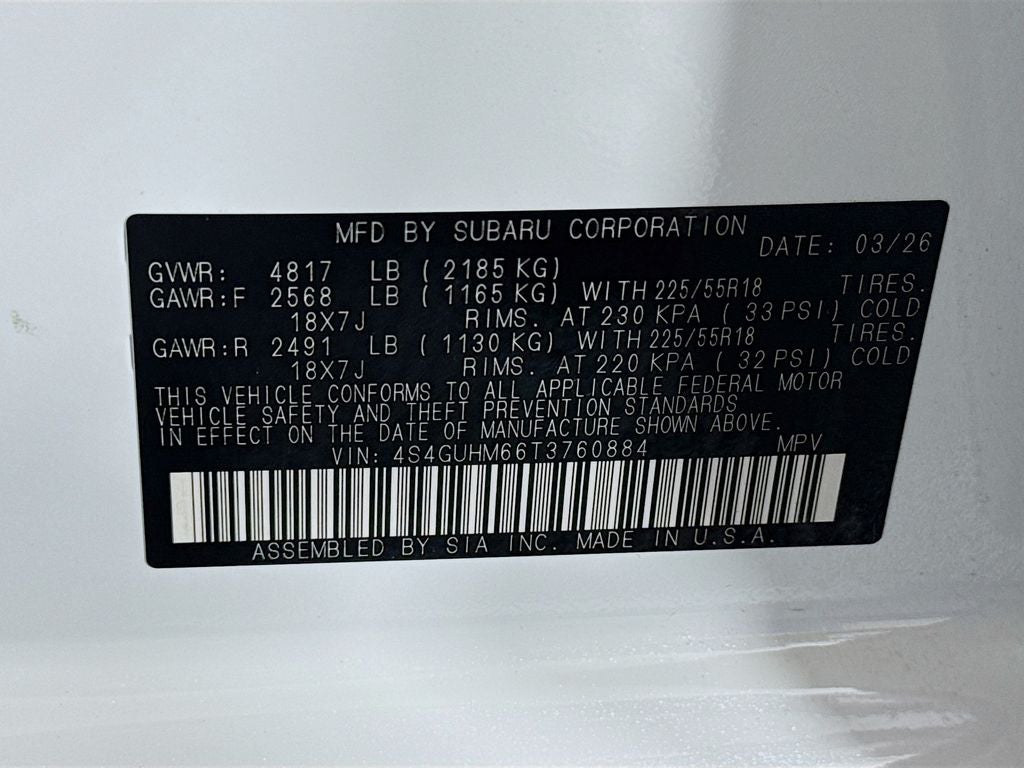 MFD BY SUBARU CORPORATION DATE: 03/26
GVWR: 4817 LB ( 2185 KG)
GAWR:F 2568 LB ( 1165 KG) WITH 225/55R18 TIRES.
18X7J RIMS. AT 230 KPA ( 33 PSI) COLD
GAWR:R 2491 LB ( 1130 KG) WITH 225/55R18 TIRES.
18X7J RIMS. AT 220 KPA ( 32 PSI) COLD
THIS VEHICLE CONFORMS TO ALL APPLICABLE FEDERAL MOTOR
VEHICLE SAFETY AND THEFT PREVENTION STANDARDS
IN EFFECT ON THE DATE OF MANUFACTURE SHOWN ABOVE.
VIN: 4S4GUHM66T3760884 MPV
ASSEMBLED BY SIA INC. MADE IN U.S.A.